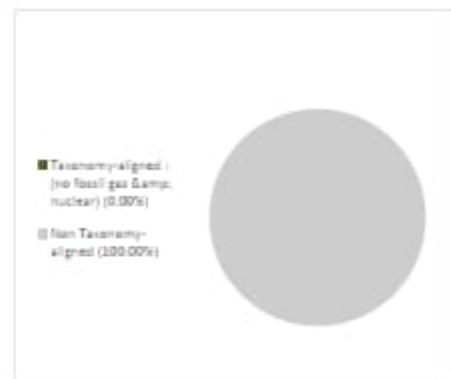 Taxonomy-aligned :
(no fossil gas &amp;
nuclear) (0.00%)
Non Taxonomy-
aligned (100.00%)